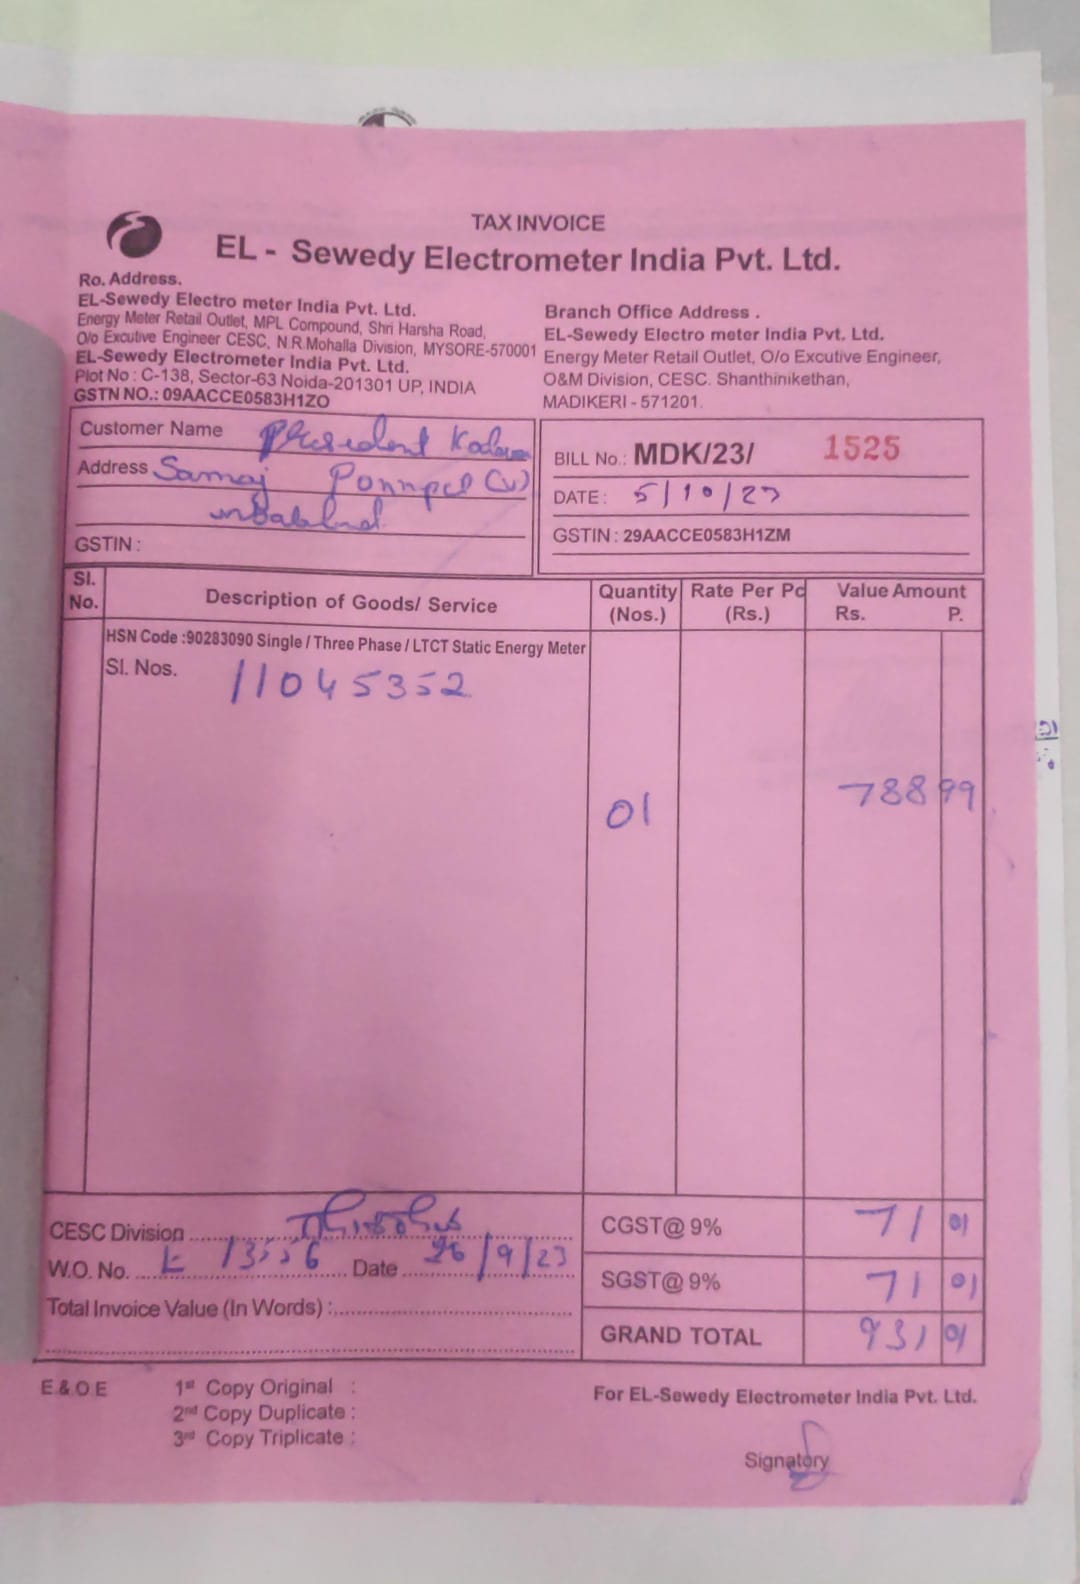 TAX INVOICE
EL - Sewedy Electrometer India Pvt. Ltd.
Ro. Address.
EL-Sewedy Electro meter India Pvt. Ltd.
Energy Meter Retail Outlet, MPL Compound, Shri Harsha Road,
O/o Excutive Engineer CESC, N.R.Mohalla Division, MYSORE-570001
EL-Sewedy Electrometer India Pvt. Ltd.
Plot No : C-138, Sector-63 Noida-201301 UP, INDIA
GSTN NO.: 09AACCE0583H1ZO
Branch Office Address .
EL-Sewedy Electro meter India Pvt. Ltd.
Energy Meter Retail Outlet, O/o Excutive Engineer,
O&M Division, CESC. Shanthinikethan,
MADIKERI - 571201.
Customer Name President Kodava
Address Samaj Ponnpet (v)
GSTIN :
BILL No.: MDK/23/ 1525
DATE : 5/10/23
GSTIN : 29AACCE0583H1ZM
Sl. No. Description of Goods/ Service Quantity (Nos.) Rate Per Pc (Rs.) Value Amount Rs. P.
HSN Code :90283090 Single / Three Phase / LTCT Static Energy Meter
Sl. Nos. 11045352
01 788 99
CESC Division
W.O. No. Date 26/9/23
Total Invoice Value (In Words) :
CGST@ 9% 71 01
SGST@ 9% 71 01
GRAND TOTAL 931 01
E.& O.E
1st Copy Original :
2nd Copy Duplicate :
3rd Copy Triplicate :
For EL-Sewedy Electrometer India Pvt. Ltd.
Signatory